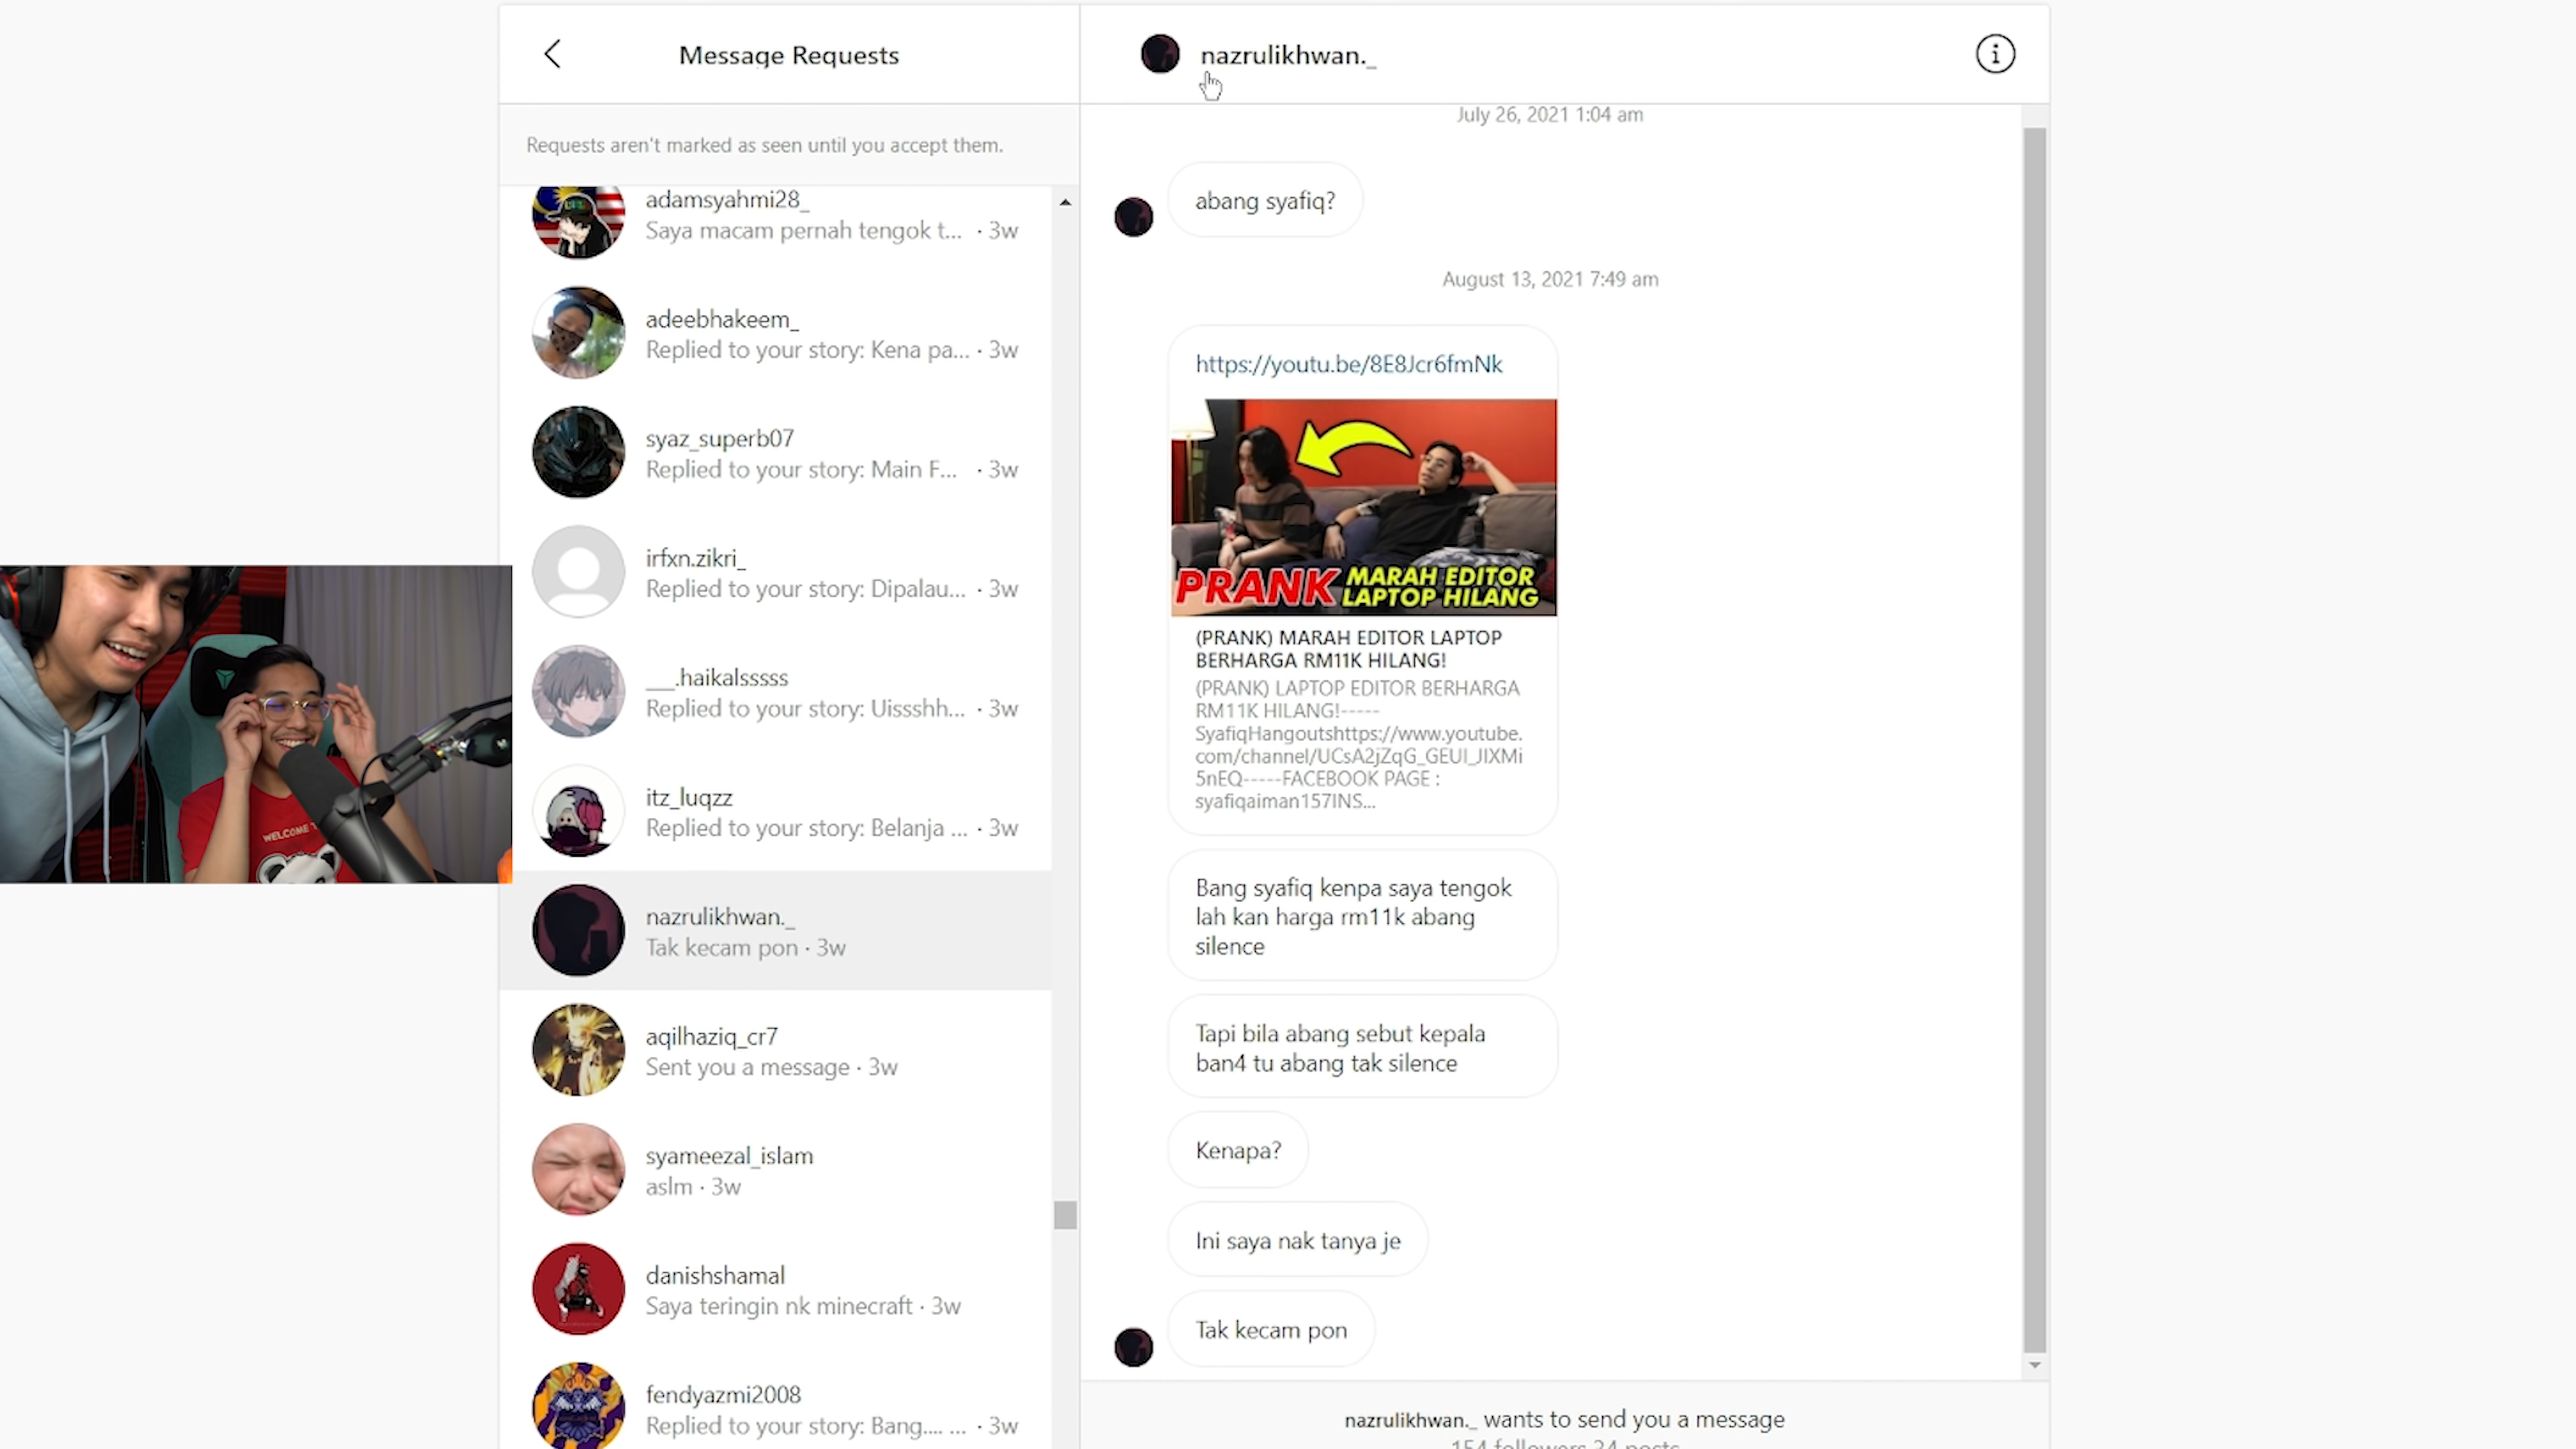 Message Requests
Requests aren't marked as seen until you accept them.
adamsyahmi28_
Saya macam pernah tengok t... · 3w
adeebhakeem_
Replied to your story: Kena pa... · 3w
syaz_superb07
Replied to your story: Main F... · 3w
irfxn.zikri_
Replied to your story: Dipalau... · 3w
___.haikalsssss
Replied to your story: Uissshh... · 3w
itz_luqzz
Replied to your story: Belanja ... · 3w
nazrulikhwan._
Tak kecam pon · 3w
aqilhaziq_cr7
Sent you a message · 3w
syameezal_islam
aslm · 3w
danishshamal
Saya teringin nk minecraft · 3w
fendyazmi2008
Replied to your story: Bang.... ... · 3w
WELCOME
nazrulikhwan._
July 26, 2021 1:04 am
abang syafiq?
August 13, 2021 7:49 am
https://youtu.be/8E8Jcr6fmNk
PRANK MARAH EDITOR
LAPTOP HILANG
(PRANK) MARAH EDITOR LAPTOP
BERHARGA RM11K HILANG!
(PRANK) LAPTOP EDITOR BERHARGA
RM11K HILANG!-----
SyafiqHangoutshttps://www.youtube.
com/channel/UCsA2jZqG_GEUl_JIXMi
5nEQ-----FACEBOOK PAGE :
syafiqaiman157INS...
Bang syafiq kenpa saya tengok
lah kan harga rm11k abang
silence
Tapi bila abang sebut kepala
ban4 tu abang tak silence
Kenapa?
Ini saya nak tanya je
Tak kecam pon
nazrulikhwan._ wants to send you a message
154 followers 34 posts